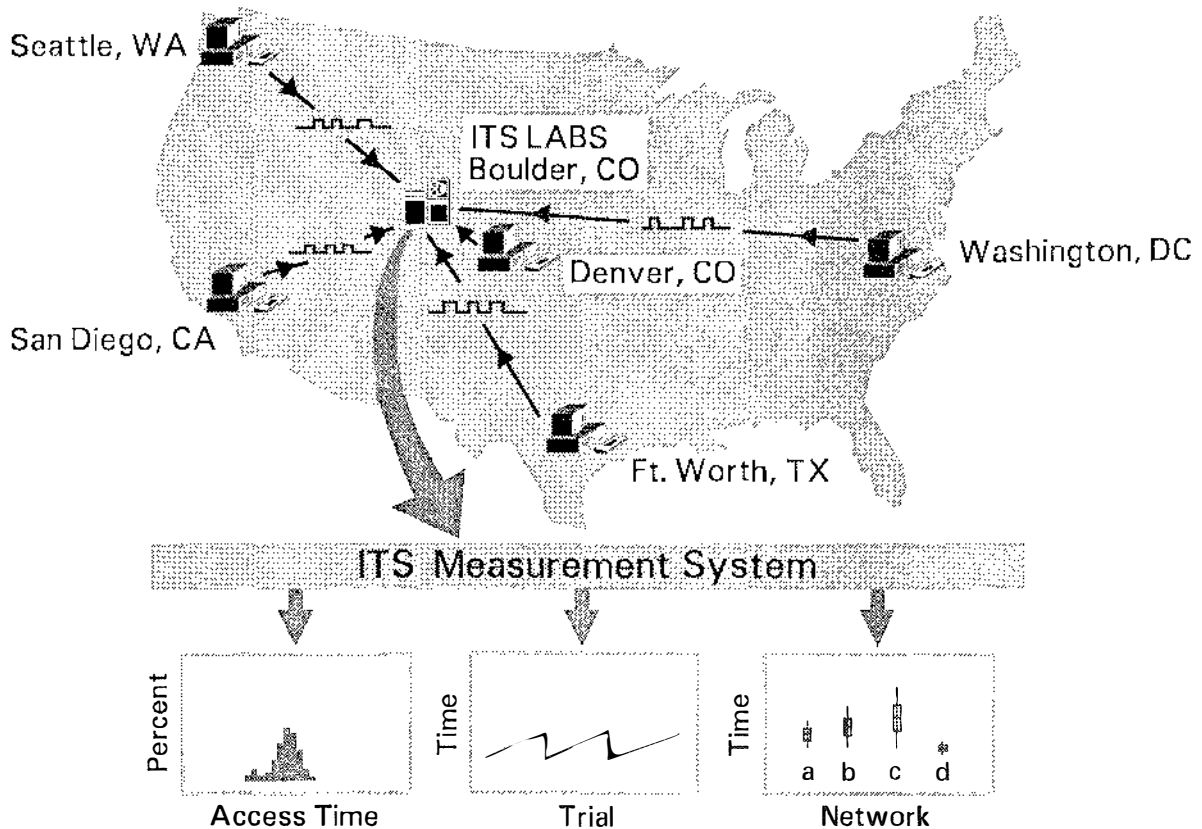 Seattle, WA
ITS LABS
Boulder, CO
Washington, DC
Denver, CO
San Diego, CA
Ft. Worth, TX
ITS Measurement System
Percent
Access Time
Time
Trial
Time
a b c d
Network